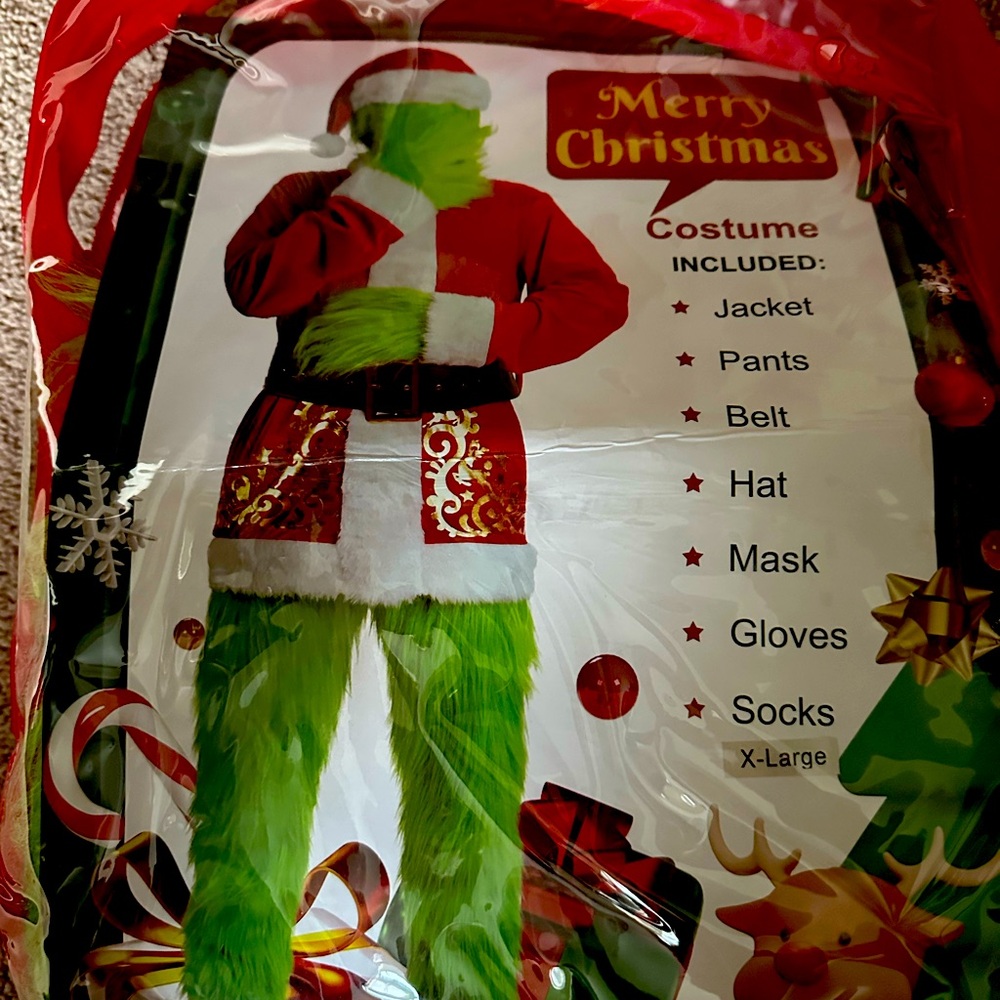 Merry
Christmas
Costume
INCLUDED:
Jacket
Pants
Belt
Hat
Mask
Gloves
Socks
X-Large